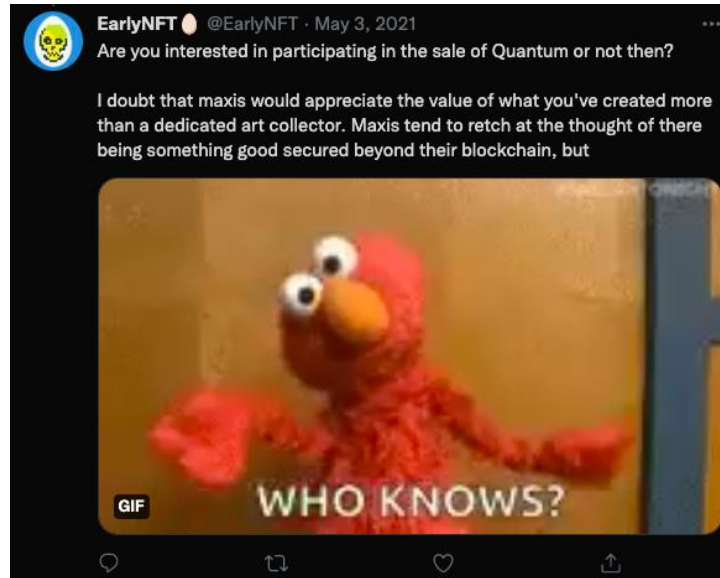 EarlyNFT🥚 @EarlyNFT · May 3, 2021
Are you interested in participating in the sale of Quantum or not then?
I doubt that maxis would appreciate the value of what you've created more
than a dedicated art collector. Maxis tend to retch at the thought of there
being something good secured beyond their blockchain, but
GIF
WHO KNOWS?